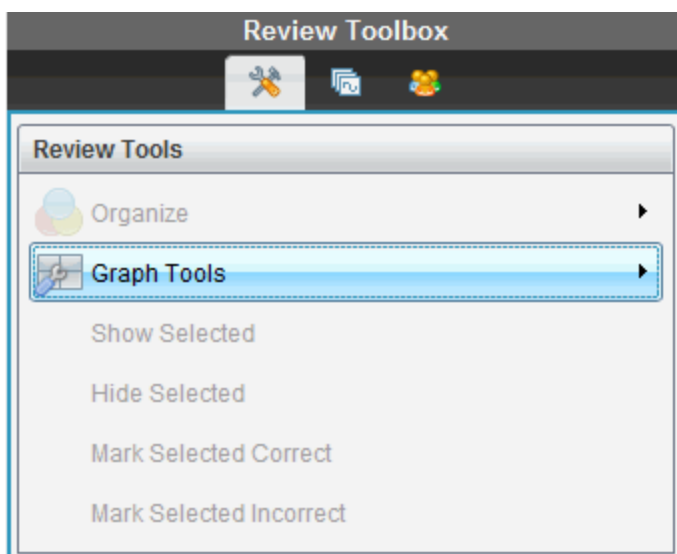 Review Toolbox
Review Tools
Organize
Graph Tools
Show Selected
Hide Selected
Mark Selected Correct
Mark Selected Incorrect